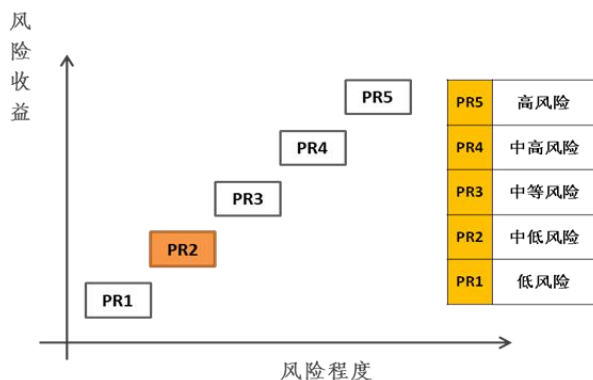 风险收益
PR5
PR4
PR3
PR2
PR1
风险程度
PR5 高风险
PR4 中高风险
PR3 中等风险
PR2 中低风险
PR1 低风险